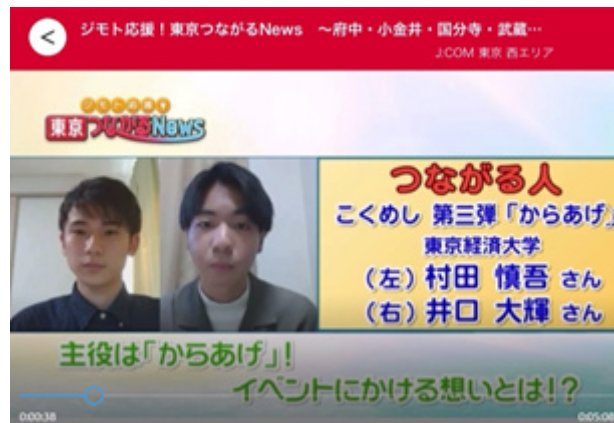 ジモト応援！東京つながるNews　～府中・小金井・国分寺・武蔵…
J:COM 東京 西エリア
ジモト応援！
東京つながるNews
つながる人
こくめし 第三弾「からあげ」
東京経済大学
（左）村田 慎吾 さん
（右）井口 大輝 さん
主役は「からあげ」！
イベントにかける想いとは！？
0:00:38
0:05:08